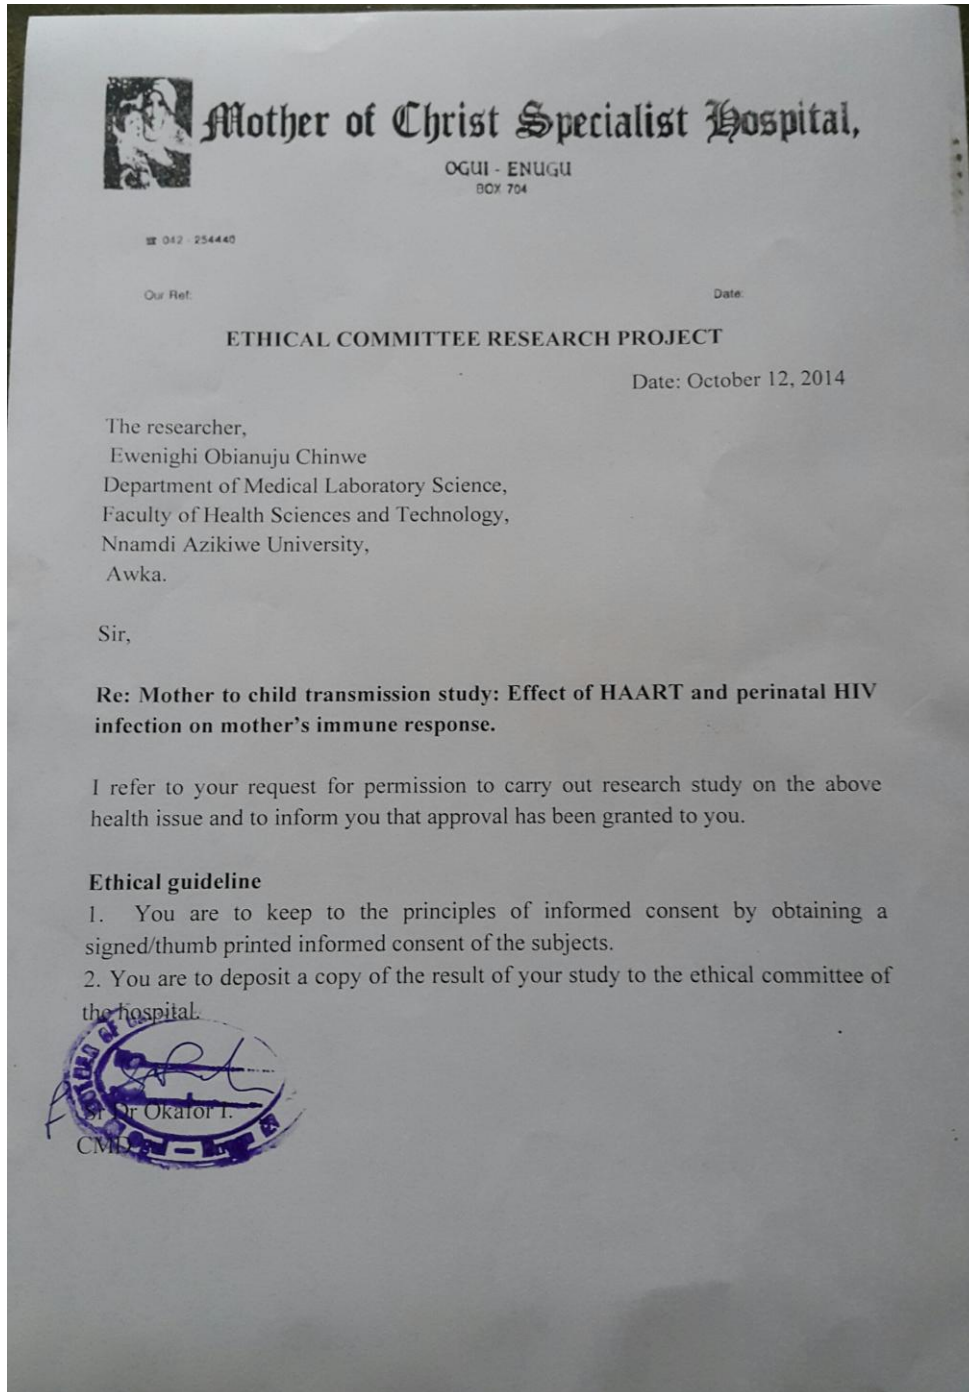 Mother of Christ Specialist Hospital,
OGUI - ENUGU
BOX 704
☎ 042 - 254440
Our Ref:
Date:
ETHICAL COMMITTEE RESEARCH PROJECT
Date: October 12, 2014
The researcher,
Ewenighi Obianuju Chinwe
Department of Medical Laboratory Science,
Faculty of Health Sciences and Technology,
Nnamdi Azikiwe University,
Awka.
Sir,
Re: Mother to child transmission study: Effect of HAART and perinatal HIV
infection on mother’s immune response.
I refer to your request for permission to carry out research study on the above
health issue and to inform you that approval has been granted to you.
Ethical guideline
1. You are to keep to the principles of informed consent by obtaining a
signed/thumb printed informed consent of the subjects.
2. You are to deposit a copy of the result of your study to the ethical committee of
the hospital.
Sr Dr Okafor I.
CMD